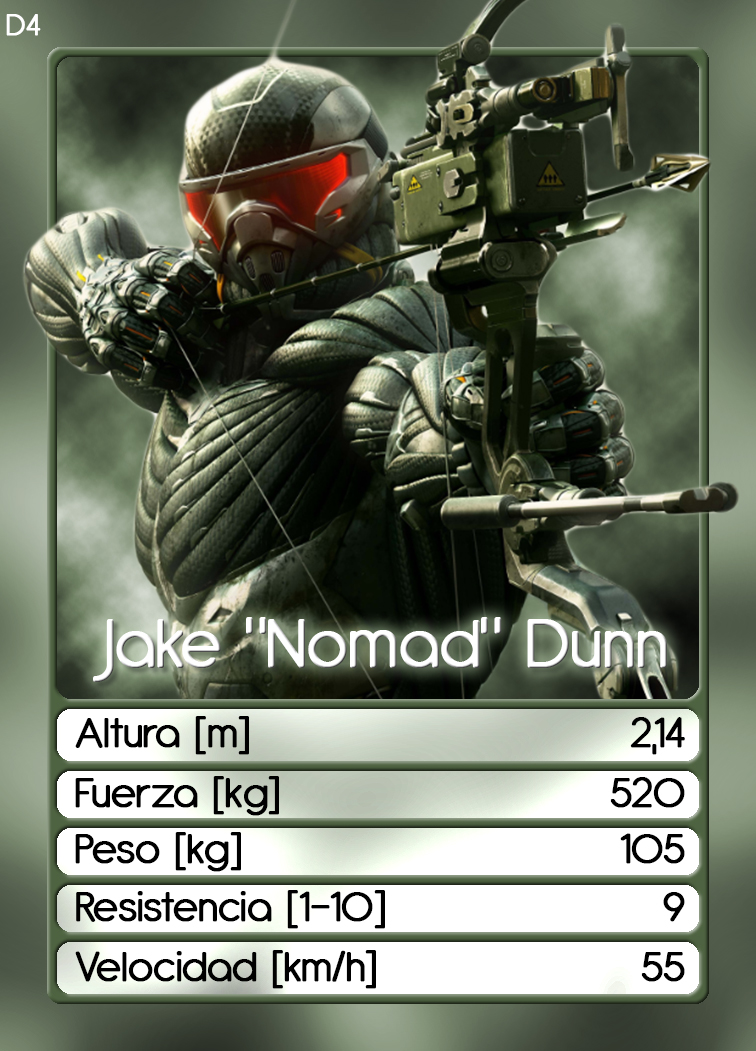 D4
Jake "Nomad" Dunn
Altura [m] 2,14
Fuerza [kg] 520
Peso [kg] 105
Resistencia [1-10] 9
Velocidad [km/h] 55